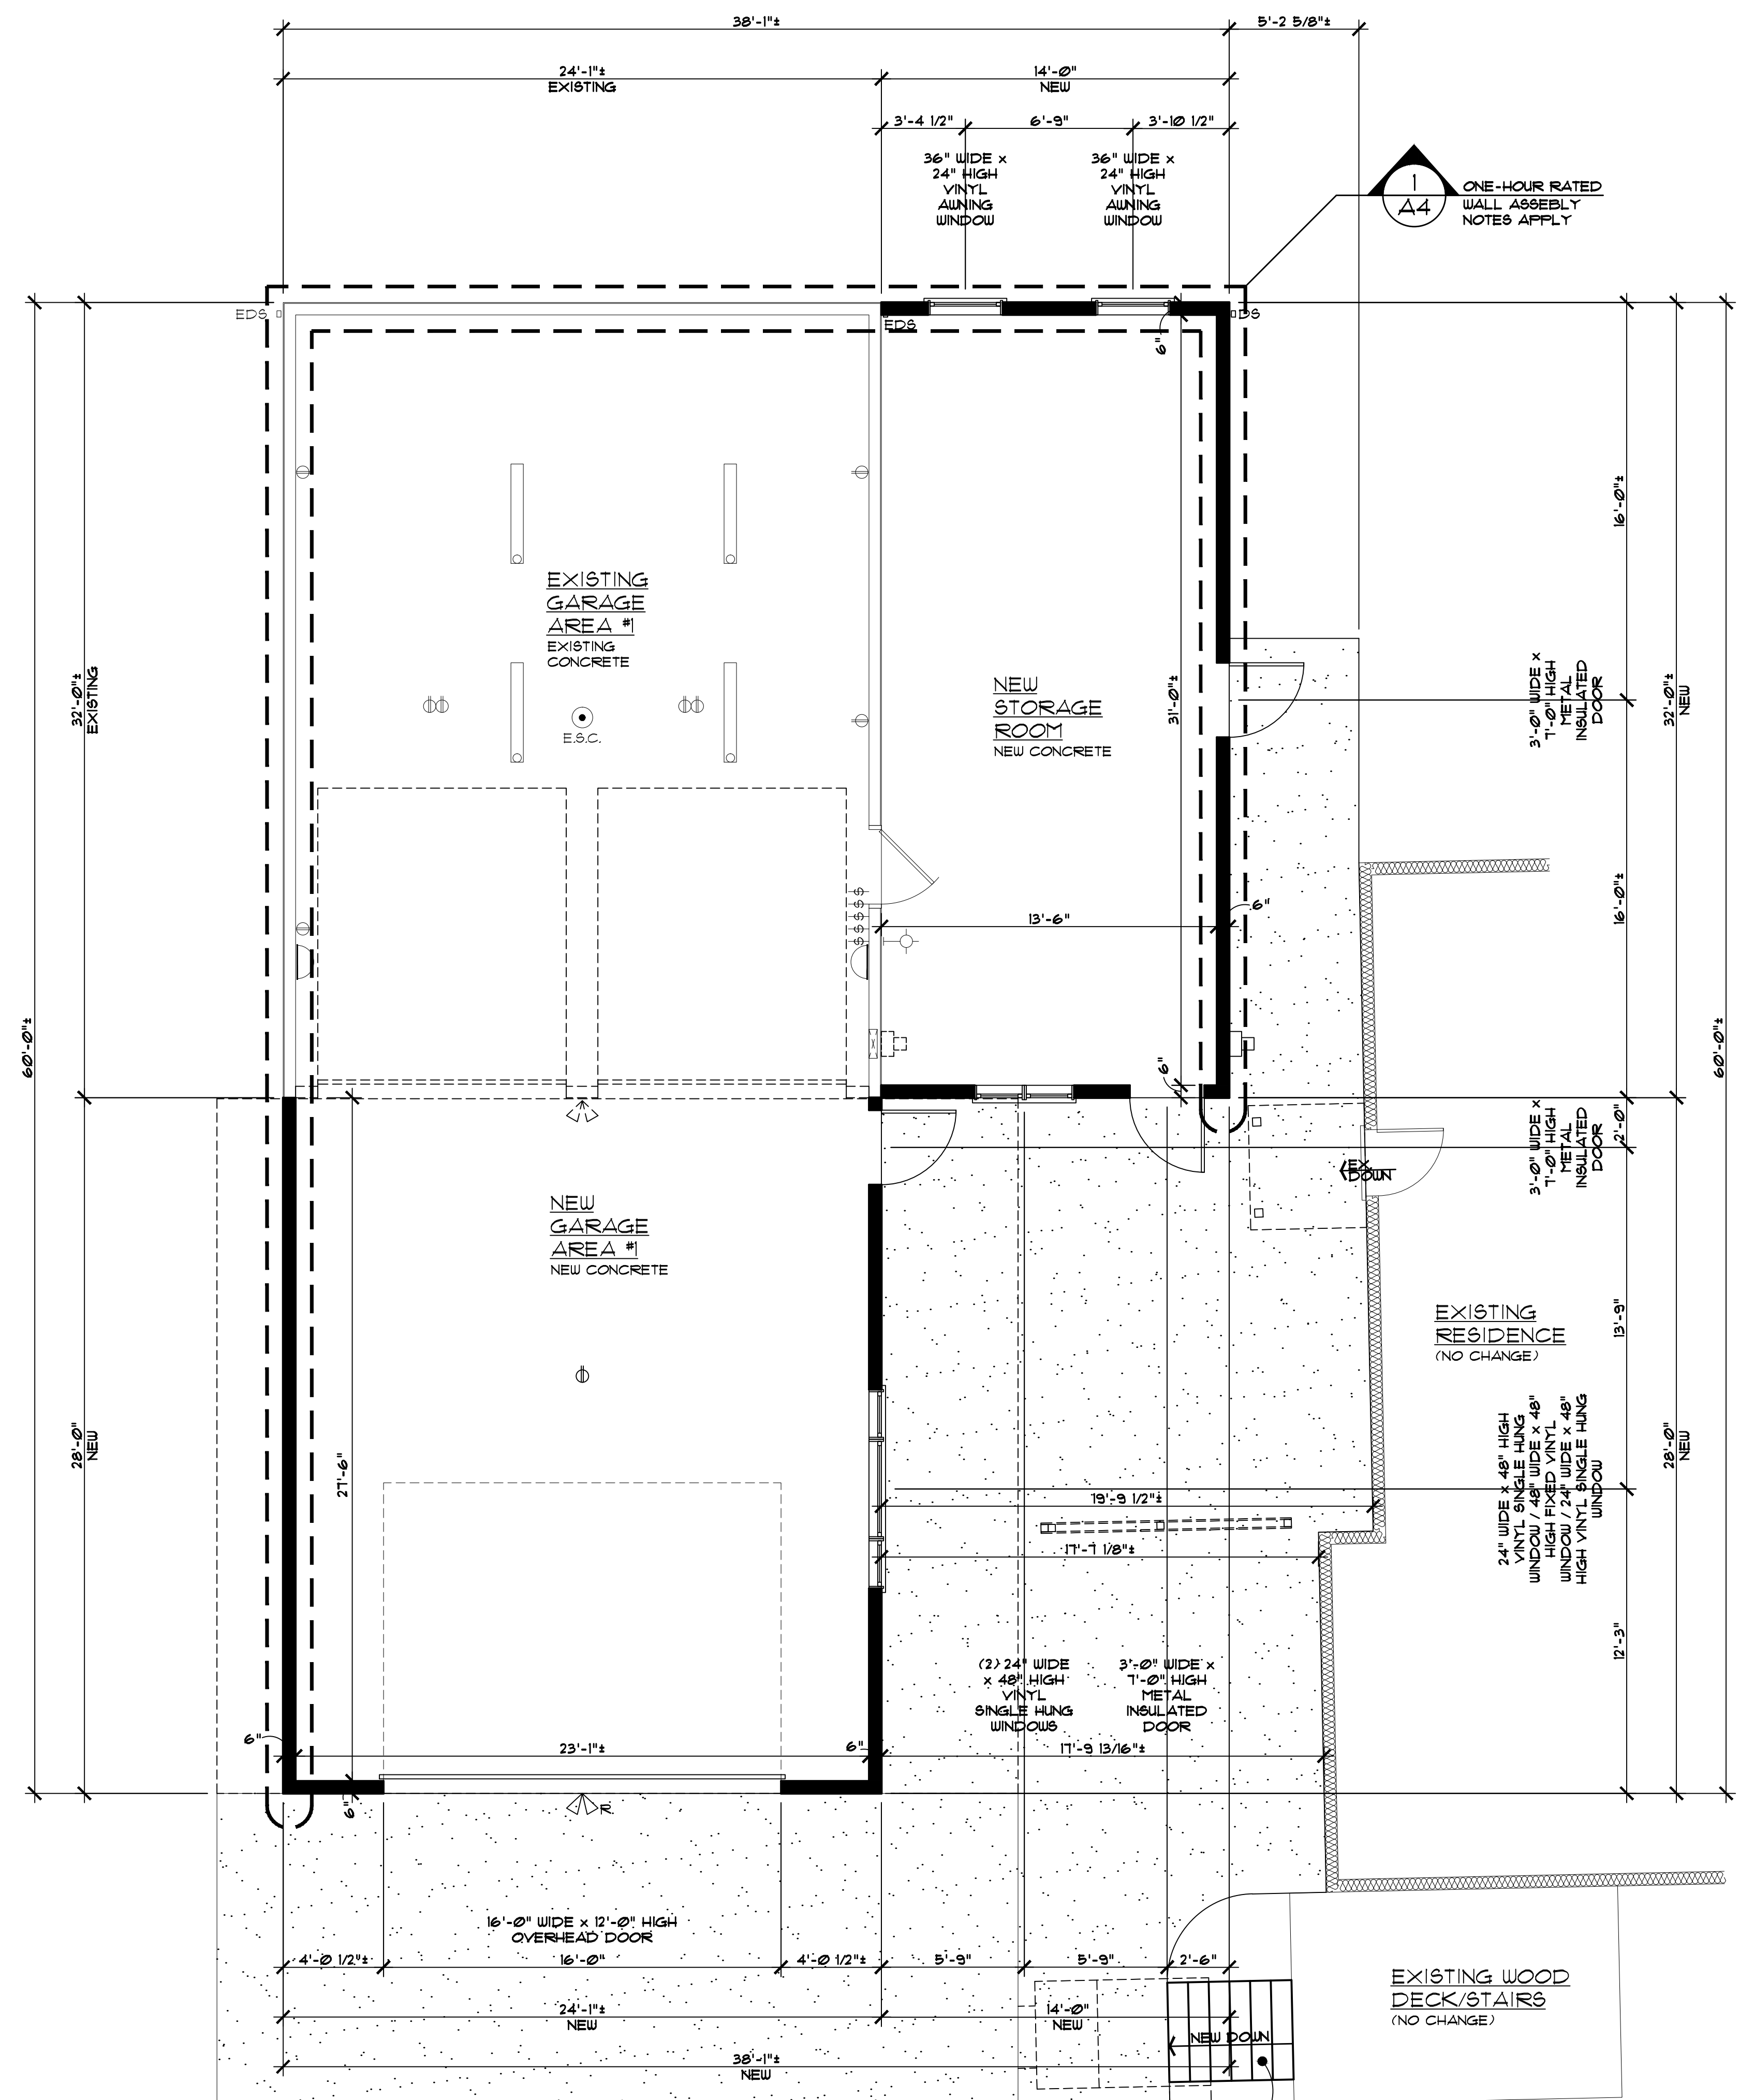 38'-1"±
5'-2 5/8"±
24'-1"±
EXISTING
14'-0"
NEW
3'-4 1/2"
6'-9"
3'-10 1/2"
36" WIDE x
24" HIGH
VINYL
AWNING
WINDOW
36" WIDE x
24" HIGH
VINYL
AWNING
WINDOW
1
A4
ONE-HOUR RATED
WALL ASSEBLY
NOTES APPLY
EDS
EDS
DS
6"
16'-0"±
EXISTING
GARAGE
AREA #1
EXISTING
CONCRETE
E.S.C.
NEW
STORAGE
ROOM
NEW CONCRETE
31'-0"±
3'-0" WIDE x
7'-0" HIGH
METAL
INSULATED
DOOR
32'-0"±
EXISTING
32'-0"±
NEW
S
S
S
S
S
13'-6"
6"
16'-0"±
60'-0"±
60'-0"±
6"
3'-0" WIDE x
7'-0" HIGH
METAL
INSULATED
DOOR
2'-0"
EX
DOWN
NEW
GARAGE
AREA #1
NEW CONCRETE
EXISTING
RESIDENCE
(NO CHANGE)
13'-9"
28'-0"
NEW
27'-6"
24" WIDE x 48" HIGH
VINYL SINGLE HUNG
WINDOW / 48" WIDE x 48"
HIGH FIXED VINYL
WINDOW / 24" WIDE x 48"
HIGH VINYL SINGLE HUNG
WINDOW
28'-0"
NEW
19'-9 1/2"±
17'-7 1/8"±
12'-3"
(2) 24" WIDE
x 48" HIGH
VINYL
SINGLE HUNG
WINDOWS
3'-0" WIDE x
7'-0" HIGH
METAL
INSULATED
DOOR
6"
23'-1"±
6"
17'-9 13/16"±
6"
R.
16'-0" WIDE x 12'-0" HIGH
OVERHEAD DOOR
4'-0 1/2"±
16'-0"
4'-0 1/2"±
5'-9"
5'-9"
2'-6"
EXISTING WOOD
DECK/STAIRS
(NO CHANGE)
24'-1"±
NEW
14'-0"
NEW
NEW DOWN
38'-1"±
NEW